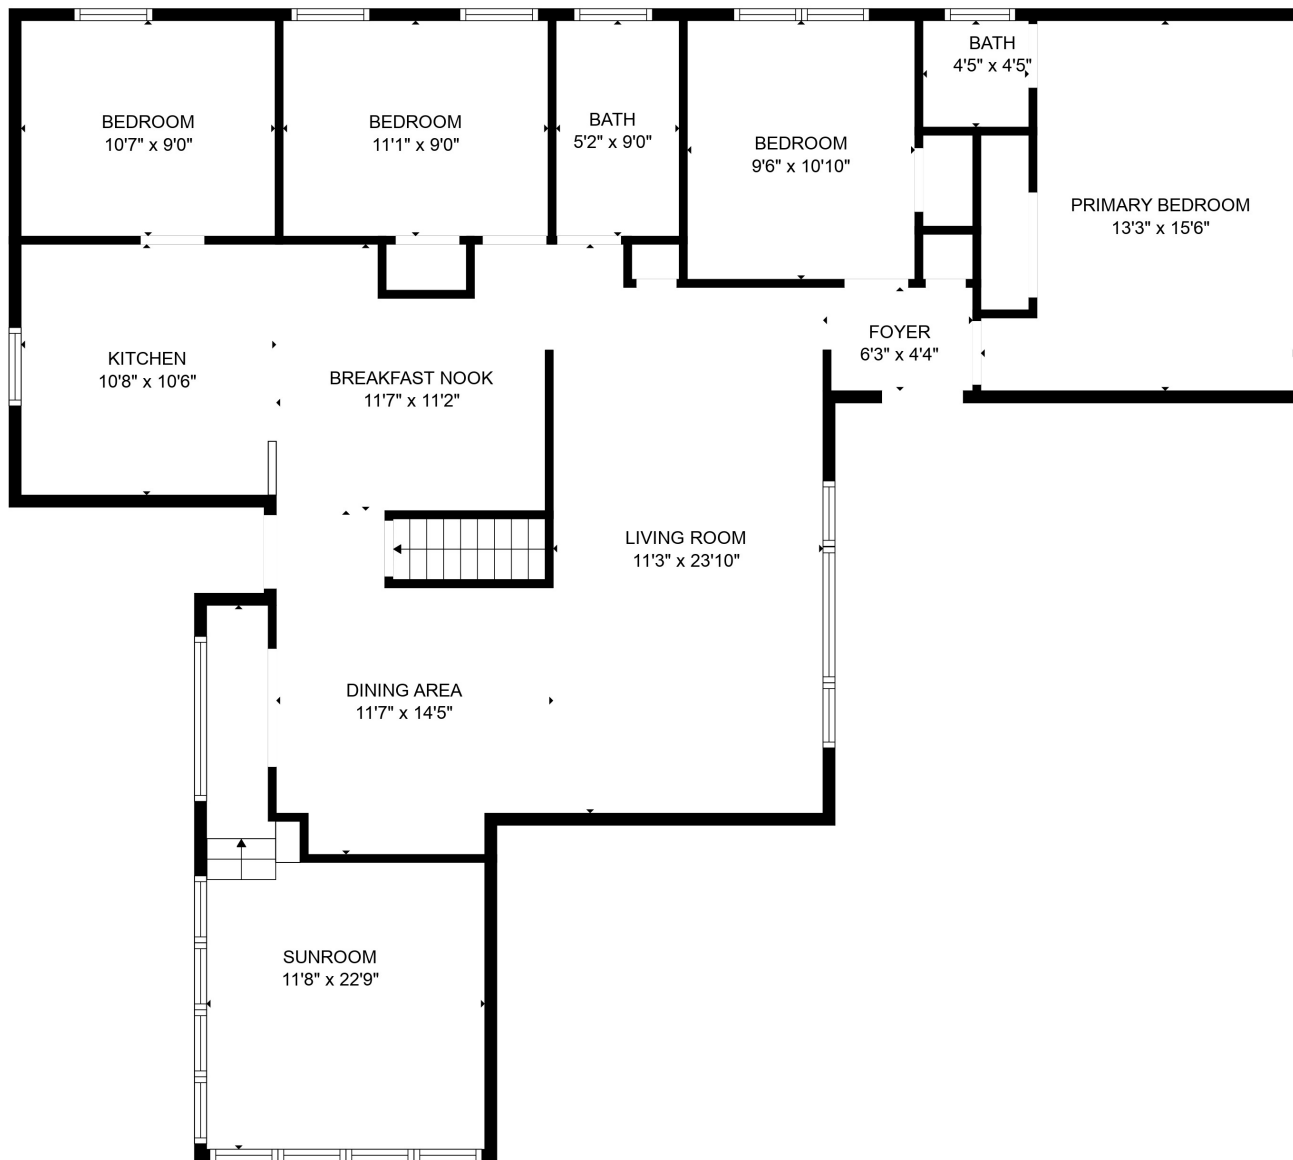 BEDROOM
10'7" x 9'0"
BEDROOM
11'1" x 9'0"
BATH
5'2" x 9'0"
BEDROOM
9'6" x 10'10"
BATH
4'5" x 4'5"
PRIMARY BEDROOM
13'3" x 15'6"
KITCHEN
10'8" x 10'6"
BREAKFAST NOOK
11'7" x 11'2"
FOYER
6'3" x 4'4"
LIVING ROOM
11'3" x 23'10"
DINING AREA
11'7" x 14'5"
SUNROOM
11'8" x 22'9"